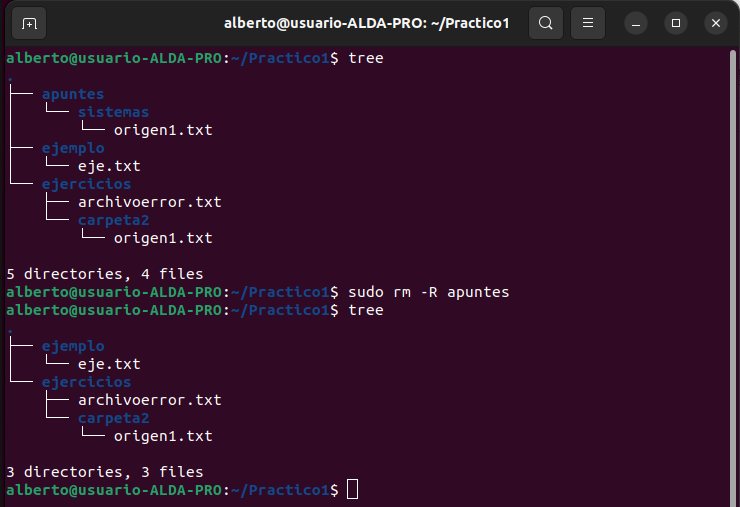 alberto@usuario-ALDA-PRO: ~/Practico1
alberto@usuario-ALDA-PRO:~/Practico1$ tree
.
├── apuntes
│   └── sistemas
│       └── origen1.txt
├── ejemplo
│   └── eje.txt
└── ejercicios
    ├── archivoerror.txt
    └── carpeta2
        └── origen1.txt
5 directories, 4 files
alberto@usuario-ALDA-PRO:~/Practico1$ sudo rm -R apuntes
alberto@usuario-ALDA-PRO:~/Practico1$ tree
.
├── ejemplo
│   └── eje.txt
└── ejercicios
    ├── archivoerror.txt
    └── carpeta2
        └── origen1.txt
3 directories, 3 files
alberto@usuario-ALDA-PRO:~/Practico1$